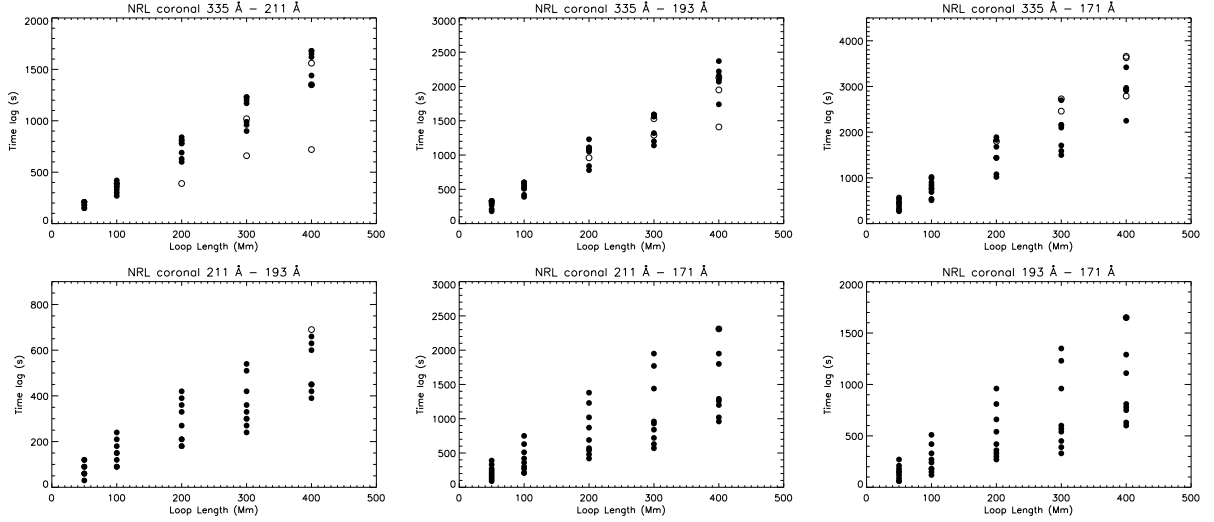 NRL coronal 335 Å − 211 Å
2000
1500
1000
500
0
Time lag (s)
0 100 200 300 400 500
Loop Length (Mm)
NRL coronal 335 Å − 193 Å
3000
2500
2000
1500
1000
500
0
Time lag (s)
0 100 200 300 400 500
Loop Length (Mm)
NRL coronal 335 Å − 171 Å
4000
3000
2000
1000
0
Time lag (s)
0 100 200 300 400 500
Loop Length (Mm)
NRL coronal 211 Å − 193 Å
800
600
400
200
0
Time lag (s)
0 100 200 300 400 500
Loop Length (Mm)
NRL coronal 211 Å − 171 Å
3000
2500
2000
1500
1000
500
0
Time lag (s)
0 100 200 300 400 500
Loop Length (Mm)
NRL coronal 193 Å − 171 Å
2000
1500
1000
500
0
Time lag (s)
0 100 200 300 400 500
Loop Length (Mm)